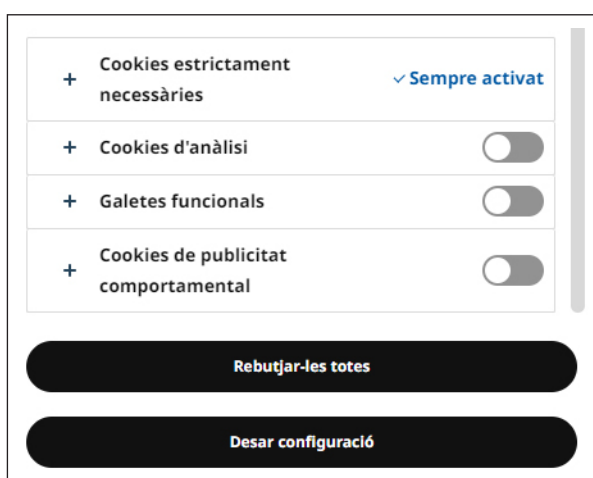 Cookies estrictament
necessàries
Sempre activat
Cookies d'anàlisi
Galetes funcionals
Cookies de publicitat
comportamental
Rebutjar-les totes
Desar configuració